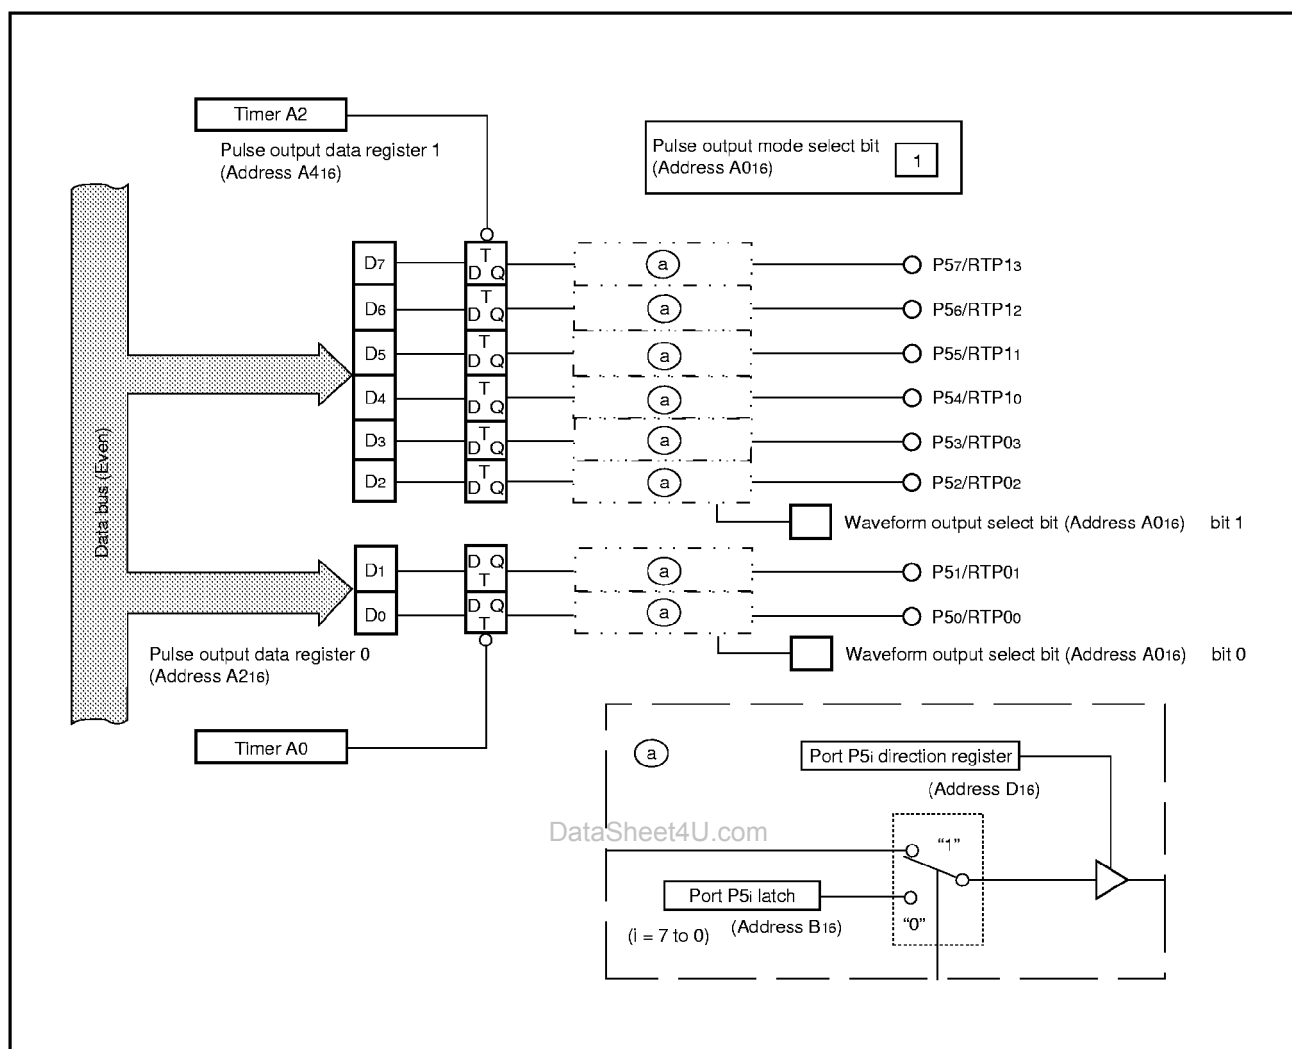 Timer A2
Pulse output data register 1
(Address A4₁₆)
Pulse output mode select bit
(Address A0₁₆)
1
Data bus (Even)
D₇
T
D Q
a
P5₇/RTP1₃
D₆
T
D Q
a
P5₆/RTP1₂
D₅
T
D Q
a
P5₅/RTP1₁
D₄
T
D Q
a
P5₄/RTP1₀
D₃
T
D Q
a
P5₃/RTP0₃
D₂
T
D Q
a
P5₂/RTP0₂
Waveform output select bit (Address A0₁₆) bit 1
D₁
D Q
T
a
P5₁/RTP0₁
D₀
D Q
T
a
P5₀/RTP0₀
Waveform output select bit (Address A0₁₆) bit 0
Pulse output data register 0
(Address A2₁₆)
Timer A0
a
Port P5i direction register
(Address D₁₆)
DataSheet4U.com
“1”
Port P5i latch
(Address B₁₆)
“0”
(i = 7 to 0)